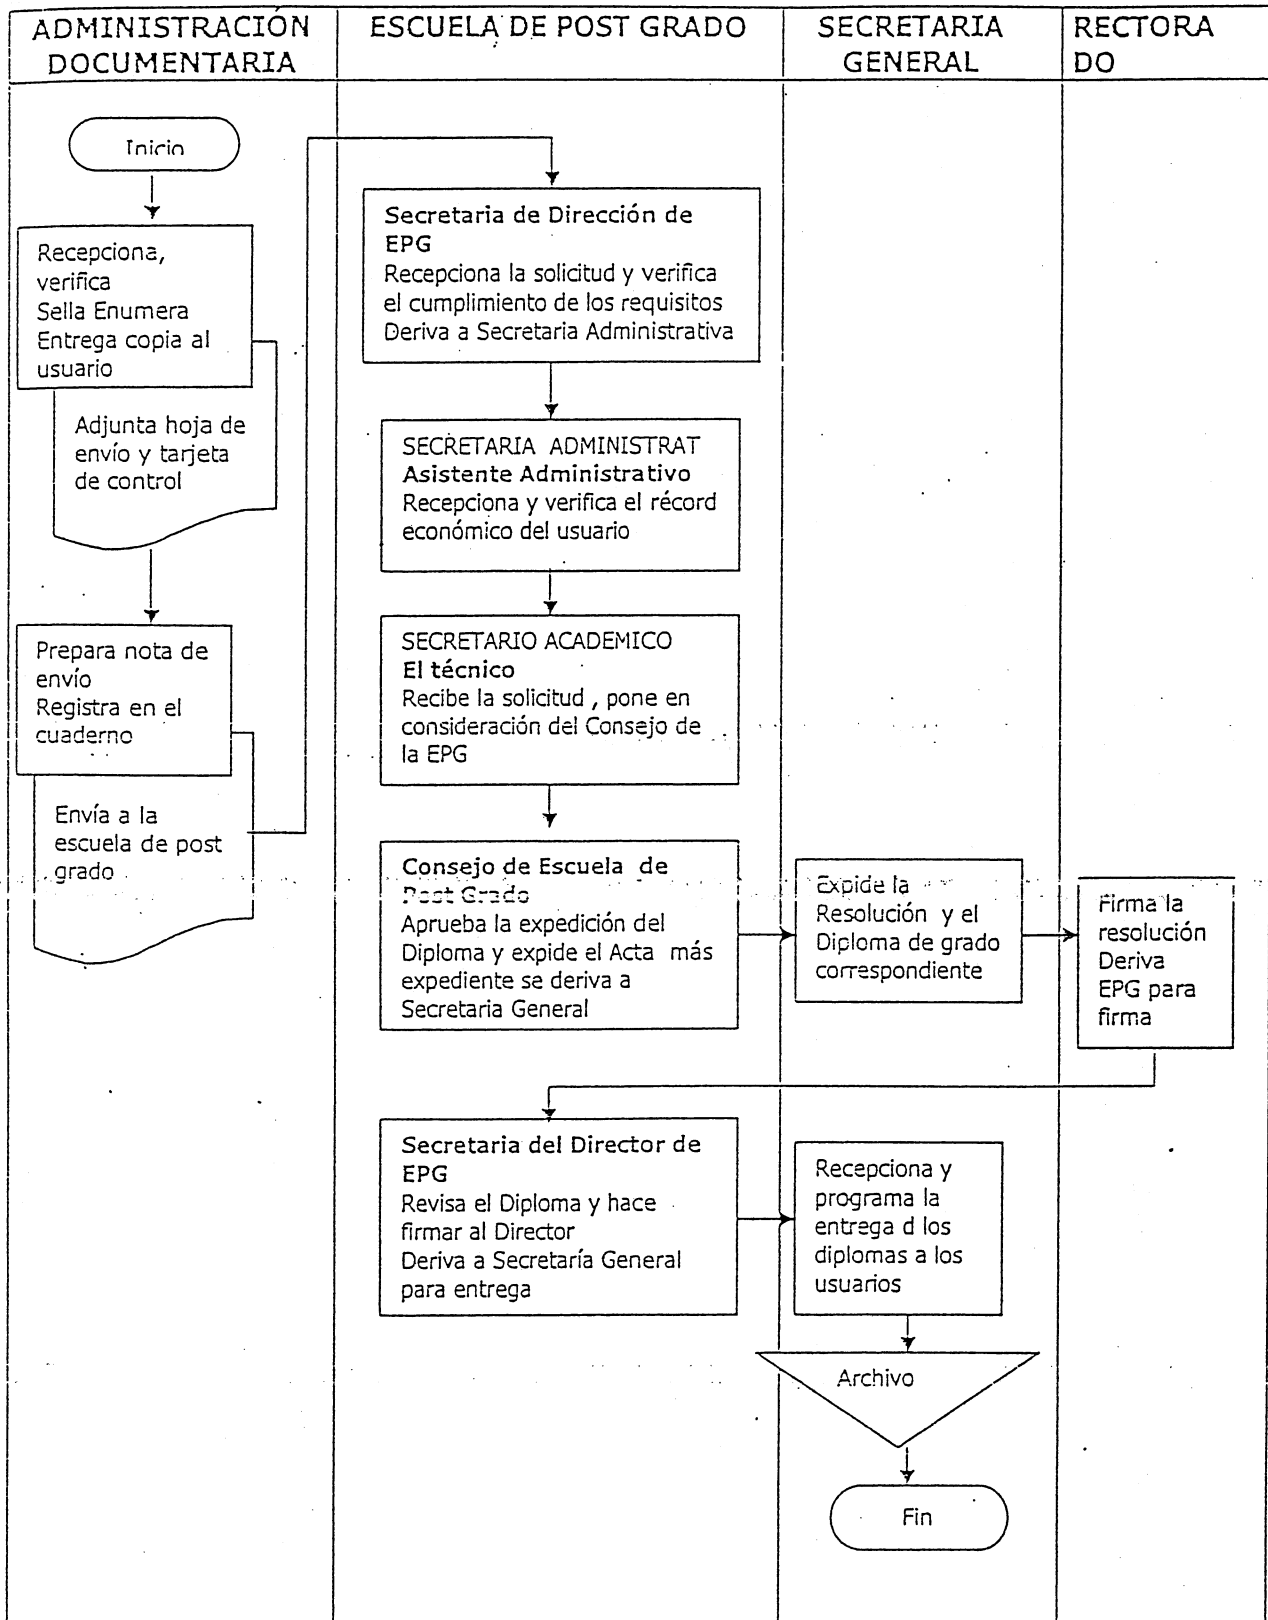 ADMINISTRACIÓN
DOCUMENTARIA
ESCUELA DE POST GRADO
SECRETARIA
GENERAL
RECTORA
DO
Inicio
Recepciona,
verifica
Sella Enumera
Entrega copia al
usuario
Adjunta hoja de
envío y tarjeta
de control
Prepara nota de
envío
Registra en el
cuaderno
Envía a la
escuela de post
grado
Secretaria de Dirección de
EPG
Recepciona la solicitud y verifica
el cumplimiento de los requisitos
Deriva a Secretaria Administrativa
SECRETARIA ADMINISTRAT
Asistente Administrativo
Recepciona y verifica el récord
económico del usuario
SECRETARIO ACADEMICO
El técnico
Recibe la solicitud , pone en
consideración del Consejo de
la EPG
Consejo de Escuela de
Post Grado
Aprueba la expedición del
Diploma y expide el Acta más
expediente se deriva a
Secretaria General
Expide la
Resolución y el
Diploma de grado
correspondiente
Firma la
resolución
Deriva
EPG para
firma
Secretaria del Director de
EPG
Revisa el Diploma y hace
firmar al Director
Deriva a Secretaría General
para entrega
Recepciona y
programa la
entrega d los
diplomas a los
usuarios
Archivo
Fin